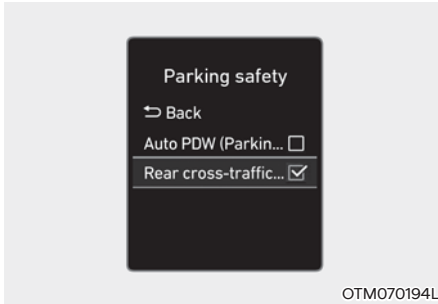 Parking safety
Back
Auto PDW (Parkin...
Rear cross-traffic...
OTM070194L